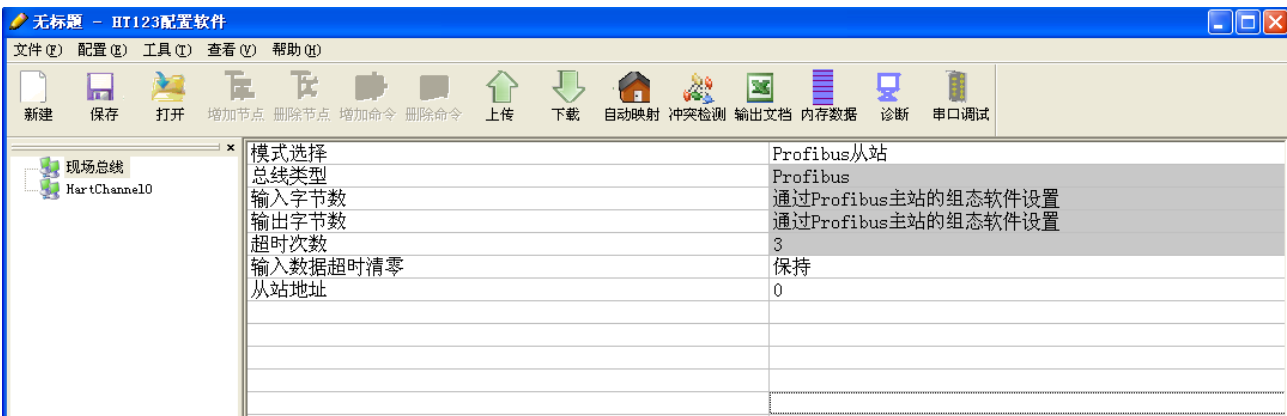 无标题 - HT123配置软件
文件(F) 配置(E) 工具(T) 查看(V) 帮助(H)
新建 保存 打开 增加节点 删除节点 增加命令 删除命令 上传 下载 自动映射 冲突检测 输出文档 内存数据 诊断 串口调试
现场总线
HartChannel0
模式选择 Profibus从站
总线类型 Profibus
输入字节数 通过Profibus主站的组态软件设置
输出字节数 通过Profibus主站的组态软件设置
超时次数 3
输入数据超时清零 保持
从站地址 0